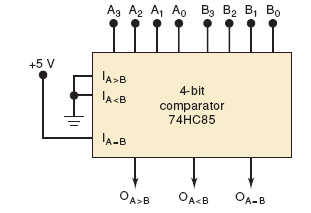 A3 A2 A1 A0 B3 B2 B1 B0
+5 V
IA>B
IA<B
IA=B
4-bit
comparator
74HC85
OA>B OA<B OA=B